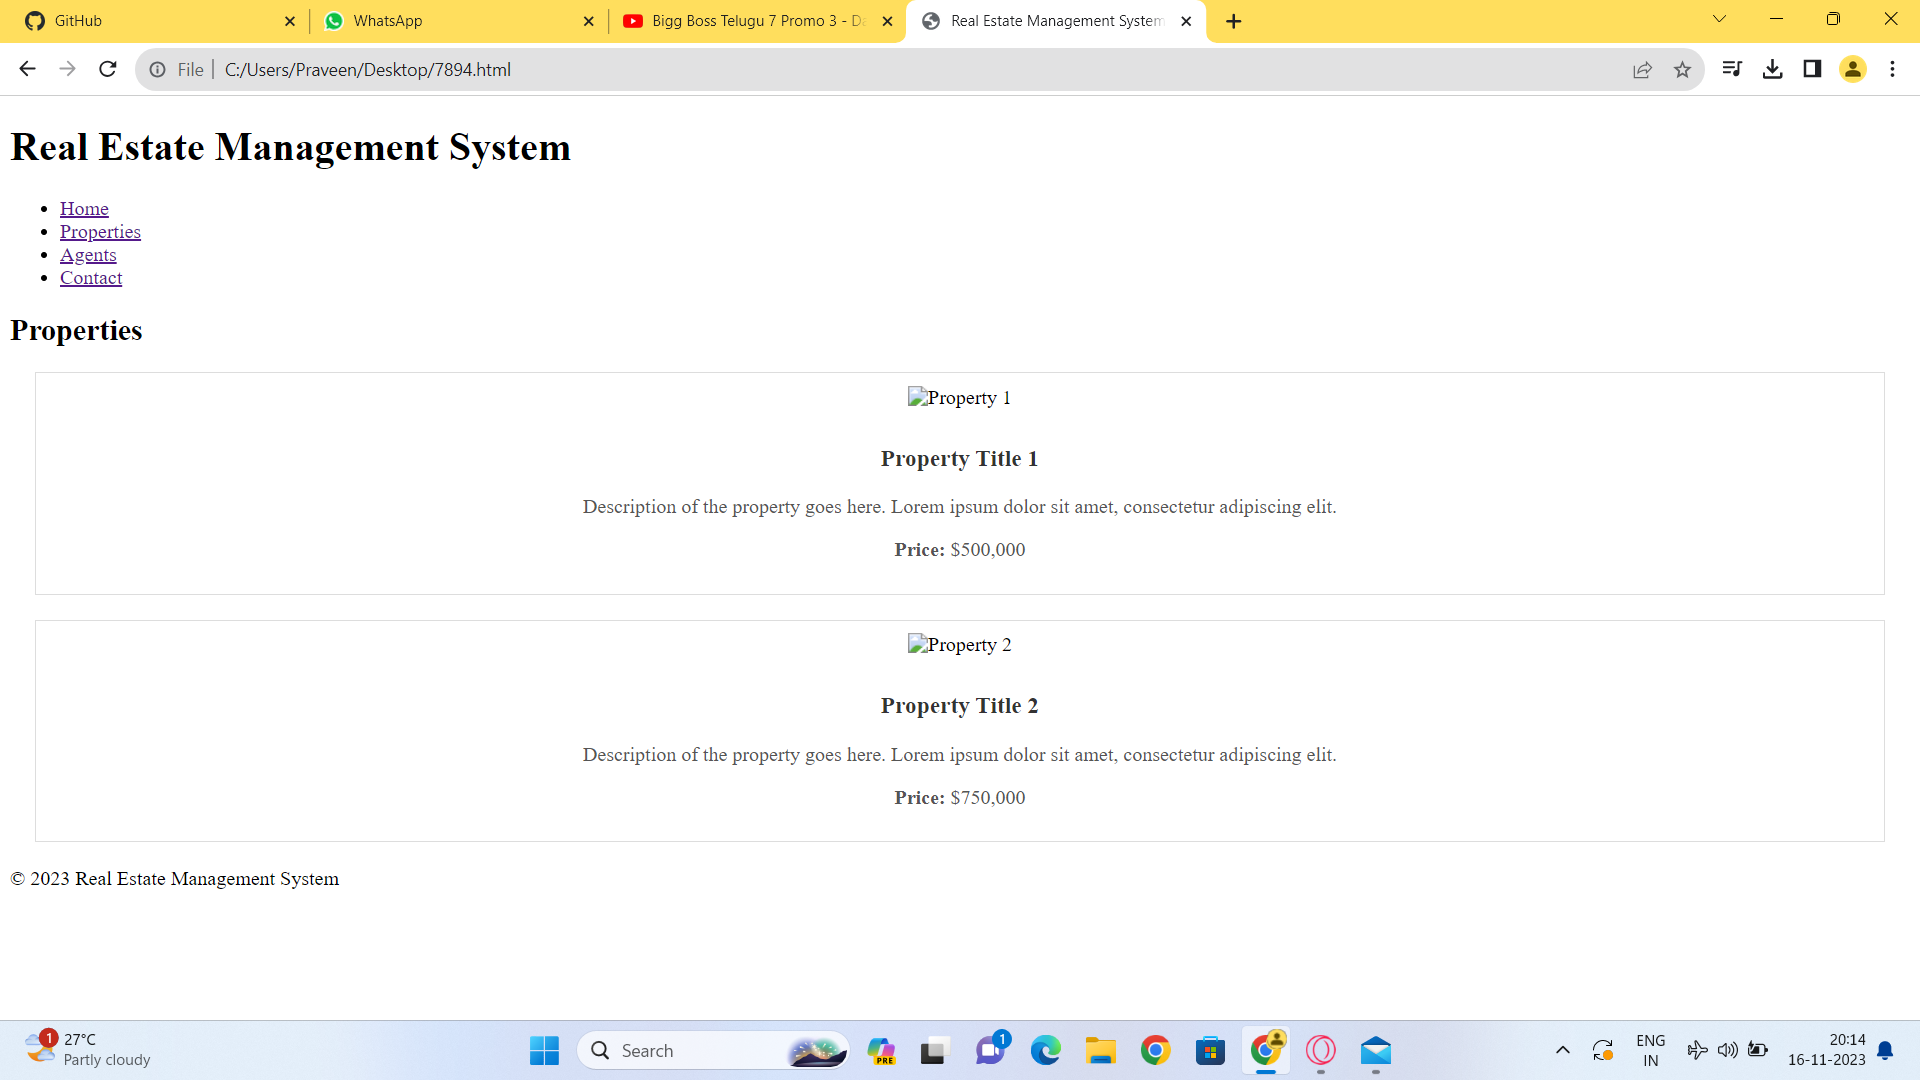 GitHub
WhatsApp
Bigg Boss Telugu 7 Promo 3 - Da
Real Estate Management System
File
C:/Users/Praveen/Desktop/7894.html
Real Estate Management System
Home
Properties
Agents
Contact
Properties
Property 1
Property Title 1
Description of the property goes here. Lorem ipsum dolor sit amet, consectetur adipiscing elit.
Price: $500,000
Property 2
Property Title 2
Description of the property goes here. Lorem ipsum dolor sit amet, consectetur adipiscing elit.
Price: $750,000
© 2023 Real Estate Management System
1
27°C
Partly cloudy
Search
PRE
1
ENG
IN
20:14
16-11-2023